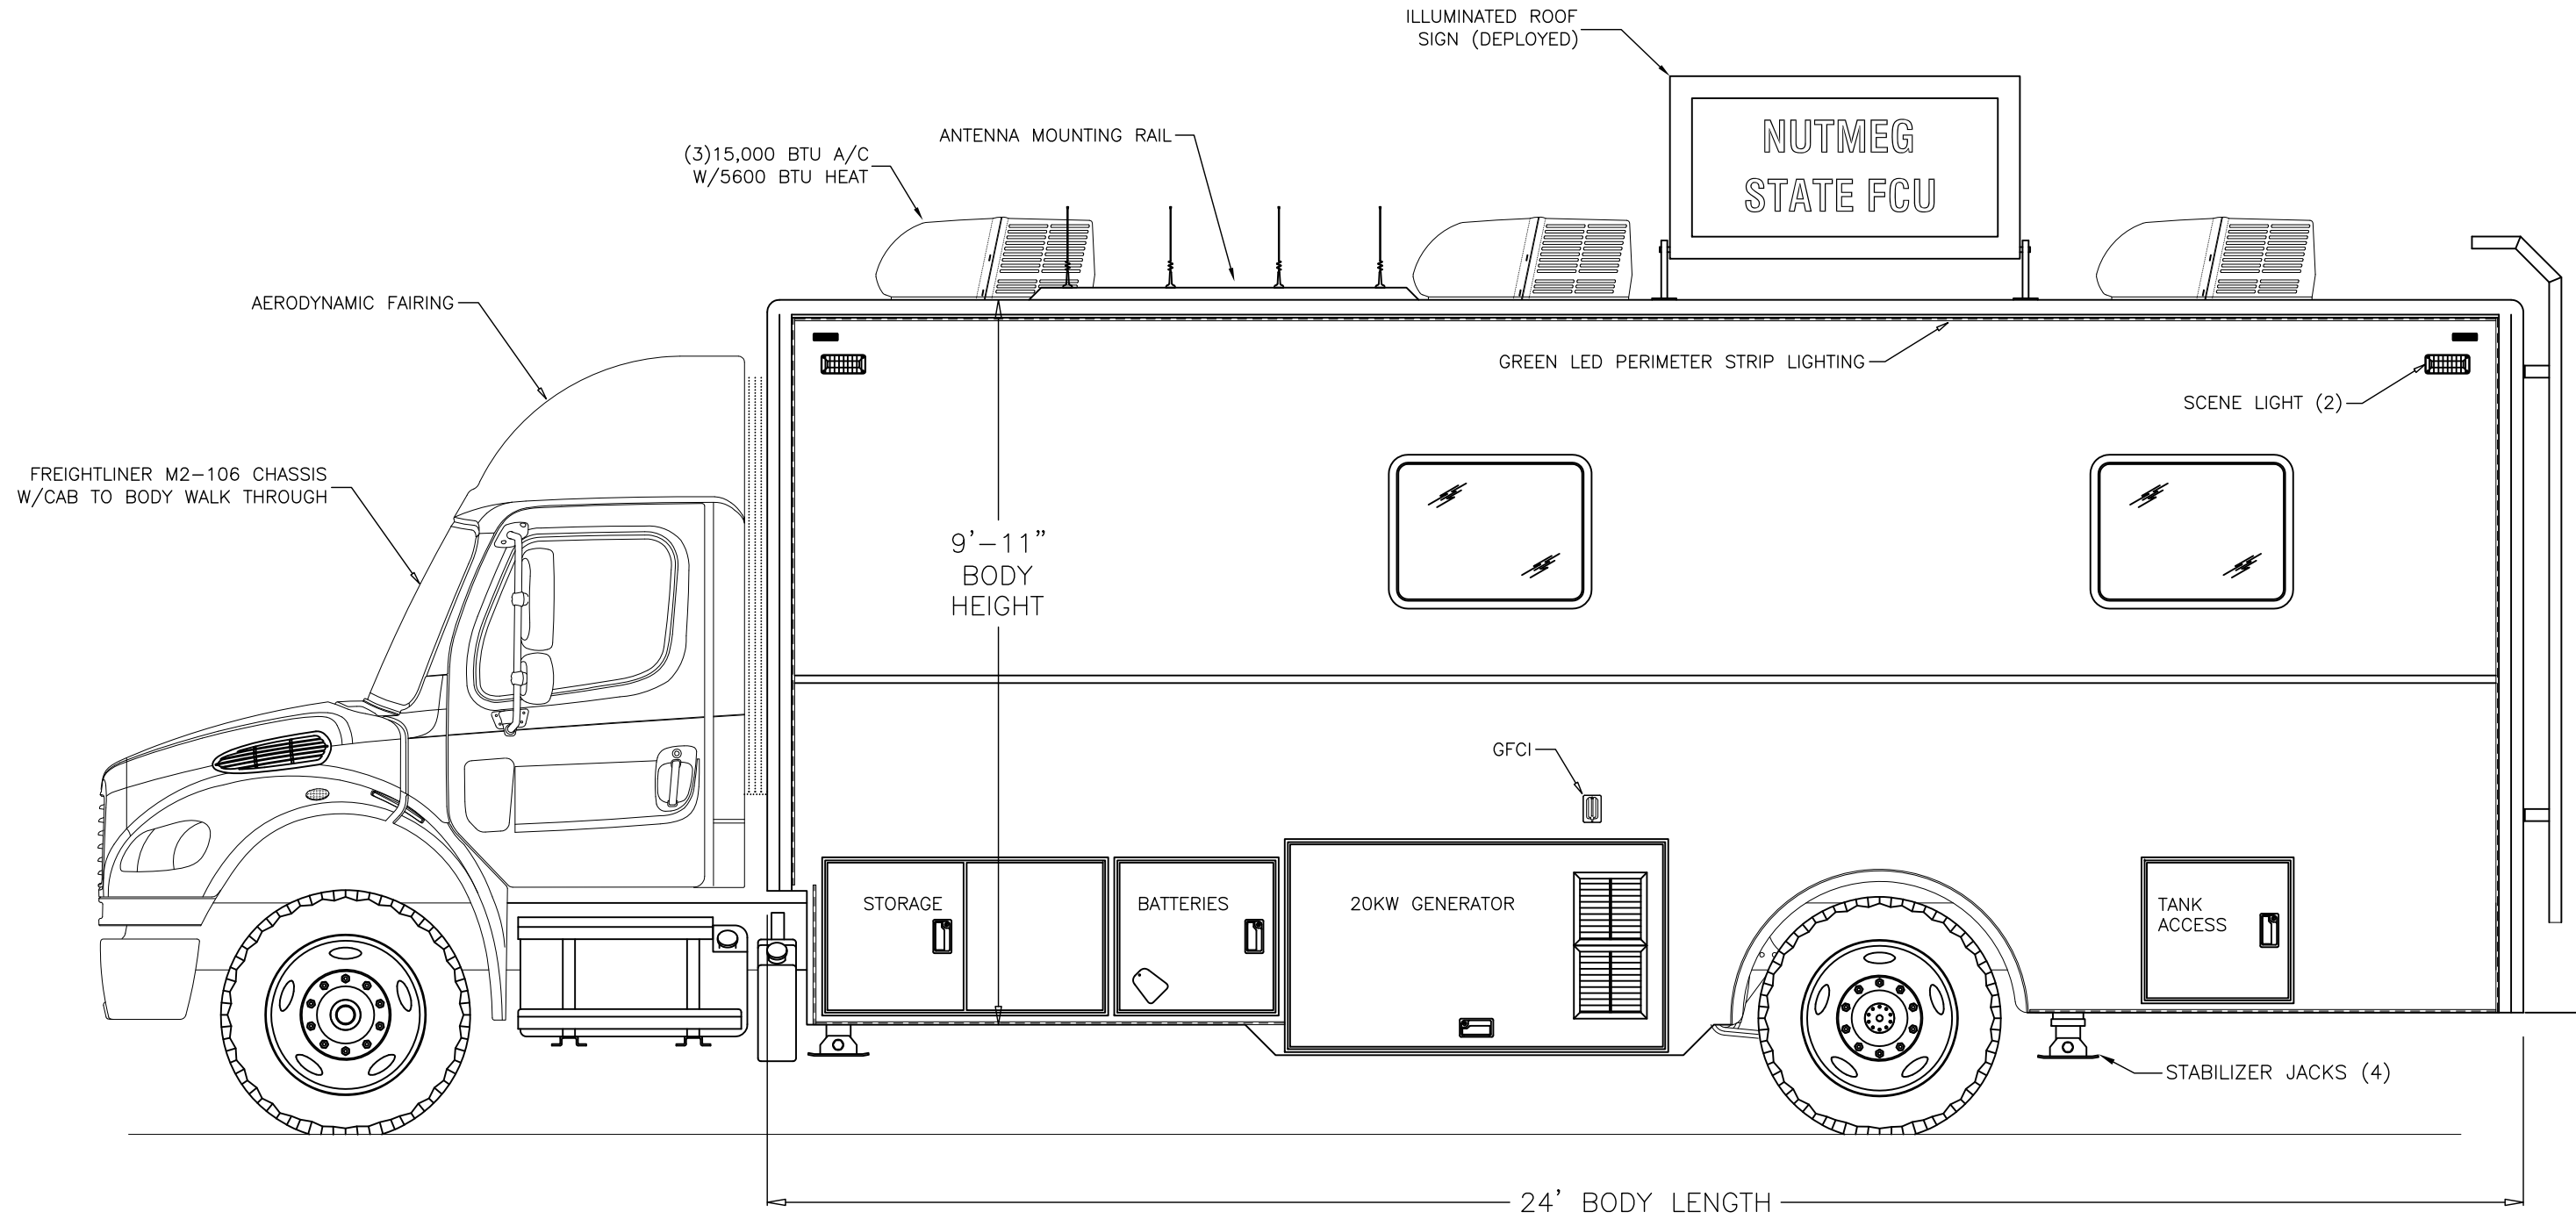 ILLUMINATED ROOF
SIGN (DEPLOYED)
NUTMEG
STATE FCU
ANTENNA MOUNTING RAIL
(3)15,000 BTU A/C
W/5600 BTU HEAT
AERODYNAMIC FAIRING
GREEN LED PERIMETER STRIP LIGHTING
SCENE LIGHT (2)
FREIGHTLINER M2-106 CHASSIS
W/CAB TO BODY WALK THROUGH
9'-11"
BODY
HEIGHT
GFCI
STORAGE
BATTERIES
20KW GENERATOR
TANK
ACCESS
STABILIZER JACKS (4)
24' BODY LENGTH